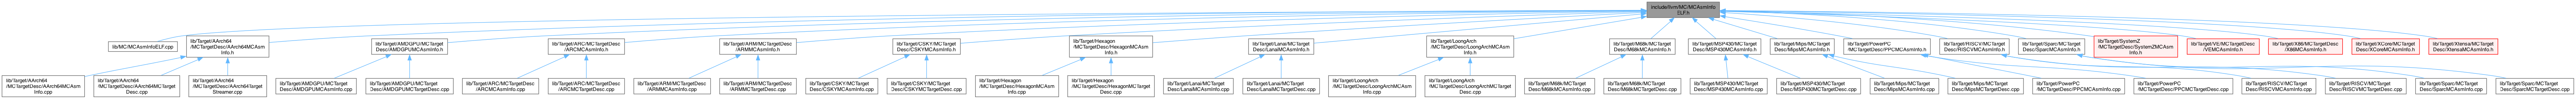 include/llvm/MC/MCAsmInfo
ELF.h
lib/MC/MCAsmInfoELF.cpp
lib/Target/AArch64
/MCTargetDesc/AArch64MCAsm
Info.h
lib/Target/AMDGPU/MCTarget
Desc/AMDGPUMCAsmInfo.h
lib/Target/ARC/MCTargetDesc
/ARCMCAsmInfo.h
lib/Target/ARM/MCTargetDesc
/ARMMCAsmInfo.h
lib/Target/CSKY/MCTarget
Desc/CSKYMCAsmInfo.h
lib/Target/Hexagon
/MCTargetDesc/HexagonMCAsm
Info.h
lib/Target/Lanai/MCTarget
Desc/LanaiMCAsmInfo.h
lib/Target/LoongArch
/MCTargetDesc/LoongArchMCAsm
Info.h
lib/Target/M68k/MCTarget
Desc/M68kMCAsmInfo.h
lib/Target/MSP430/MCTarget
Desc/MSP430MCAsmInfo.h
lib/Target/Mips/MCTarget
Desc/MipsMCAsmInfo.h
lib/Target/PowerPC
/MCTargetDesc/PPCMCAsmInfo.h
lib/Target/RISCV/MCTarget
Desc/RISCVMCAsmInfo.h
lib/Target/Sparc/MCTarget
Desc/SparcMCAsmInfo.h
lib/Target/SystemZ
/MCTargetDesc/SystemZMCAsm
Info.h
lib/Target/VE/MCTargetDesc
/VEMCAsmInfo.h
lib/Target/X86/MCTargetDesc
/X86MCAsmInfo.h
lib/Target/XCore/MCTarget
Desc/XCoreMCAsmInfo.h
lib/Target/Xtensa/MCTarget
Desc/XtensaMCAsmInfo.h
lib/Target/AArch64
/MCTargetDesc/AArch64MCAsm
Info.cpp
lib/Target/AArch64
/MCTargetDesc/AArch64MCTarget
Desc.cpp
lib/Target/AArch64
/MCTargetDesc/AArch64Target
Streamer.cpp
lib/Target/AMDGPU/MCTarget
Desc/AMDGPUMCAsmInfo.cpp
lib/Target/AMDGPU/MCTarget
Desc/AMDGPUMCTargetDesc.cpp
lib/Target/ARC/MCTargetDesc
/ARCMCAsmInfo.cpp
lib/Target/ARC/MCTargetDesc
/ARCMCTargetDesc.cpp
lib/Target/ARM/MCTargetDesc
/ARMMCAsmInfo.cpp
lib/Target/ARM/MCTargetDesc
/ARMMCTargetDesc.cpp
lib/Target/CSKY/MCTarget
Desc/CSKYMCAsmInfo.cpp
lib/Target/CSKY/MCTarget
Desc/CSKYMCTargetDesc.cpp
lib/Target/Hexagon
/MCTargetDesc/HexagonMCAsm
Info.cpp
lib/Target/Hexagon
/MCTargetDesc/HexagonMCTarget
Desc.cpp
lib/Target/Lanai/MCTarget
Desc/LanaiMCAsmInfo.cpp
lib/Target/Lanai/MCTarget
Desc/LanaiMCTargetDesc.cpp
lib/Target/LoongArch
/MCTargetDesc/LoongArchMCAsm
Info.cpp
lib/Target/LoongArch
/MCTargetDesc/LoongArchMCTarget
Desc.cpp
lib/Target/M68k/MCTarget
Desc/M68kMCAsmInfo.cpp
lib/Target/M68k/MCTarget
Desc/M68kMCTargetDesc.cpp
lib/Target/MSP430/MCTarget
Desc/MSP430MCAsmInfo.cpp
lib/Target/MSP430/MCTarget
Desc/MSP430MCTargetDesc.cpp
lib/Target/Mips/MCTarget
Desc/MipsMCAsmInfo.cpp
lib/Target/Mips/MCTarget
Desc/MipsMCTargetDesc.cpp
lib/Target/PowerPC
/MCTargetDesc/PPCMCAsmInfo.cpp
lib/Target/PowerPC
/MCTargetDesc/PPCMCTargetDesc.cpp
lib/Target/RISCV/MCTarget
Desc/RISCVMCAsmInfo.cpp
lib/Target/RISCV/MCTarget
Desc/RISCVMCTargetDesc.cpp
lib/Target/Sparc/MCTarget
Desc/SparcMCAsmInfo.cpp
lib/Target/Sparc/MCTarget
Desc/SparcMCTargetDesc.cpp